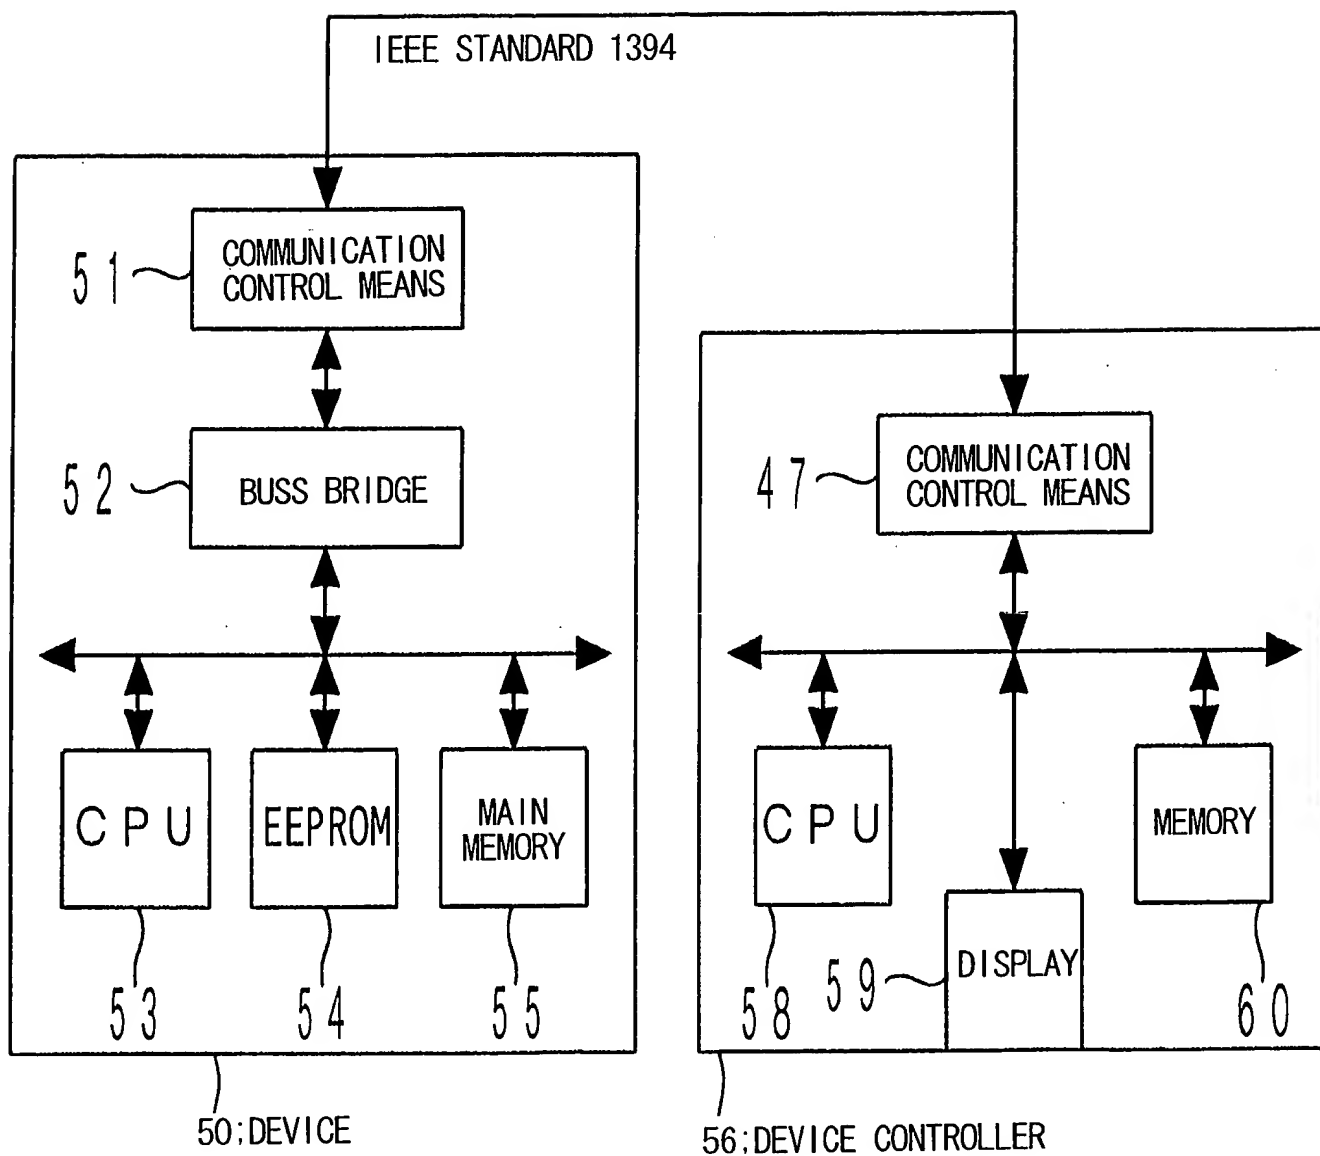 IEEE STANDARD 1394
COMMUNICATION
CONTROL MEANS
51
BUSS BRIDGE
52
CPU
EEPROM
MAIN
MEMORY
53
54
55
50;DEVICE
COMMUNICATION
CONTROL MEANS
47
CPU
MEMORY
DISPLAY
58
59
60
56;DEVICE CONTROLLER